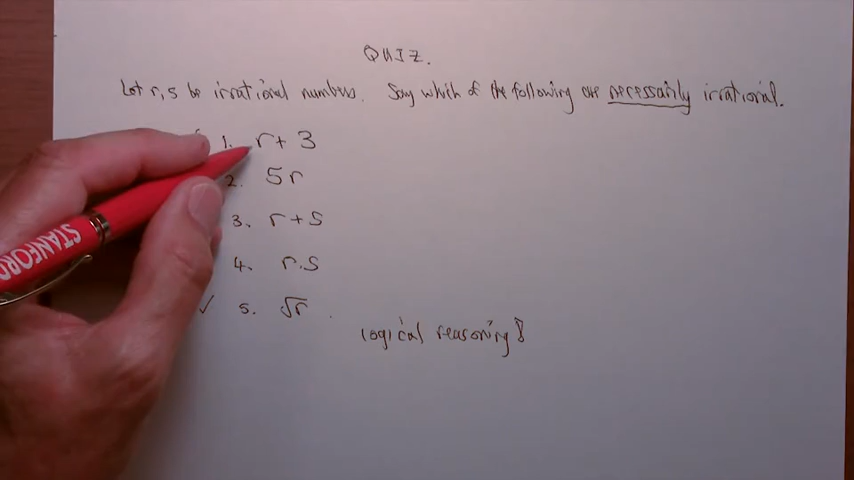 QUIZ.
Let r, s be irrational numbers. Say which of the following are necessarily irrational.
1. r + 3
2. 5r
3. r + s
4. r.s
✓ 5. √r .
logical reasoning!
STANFORD